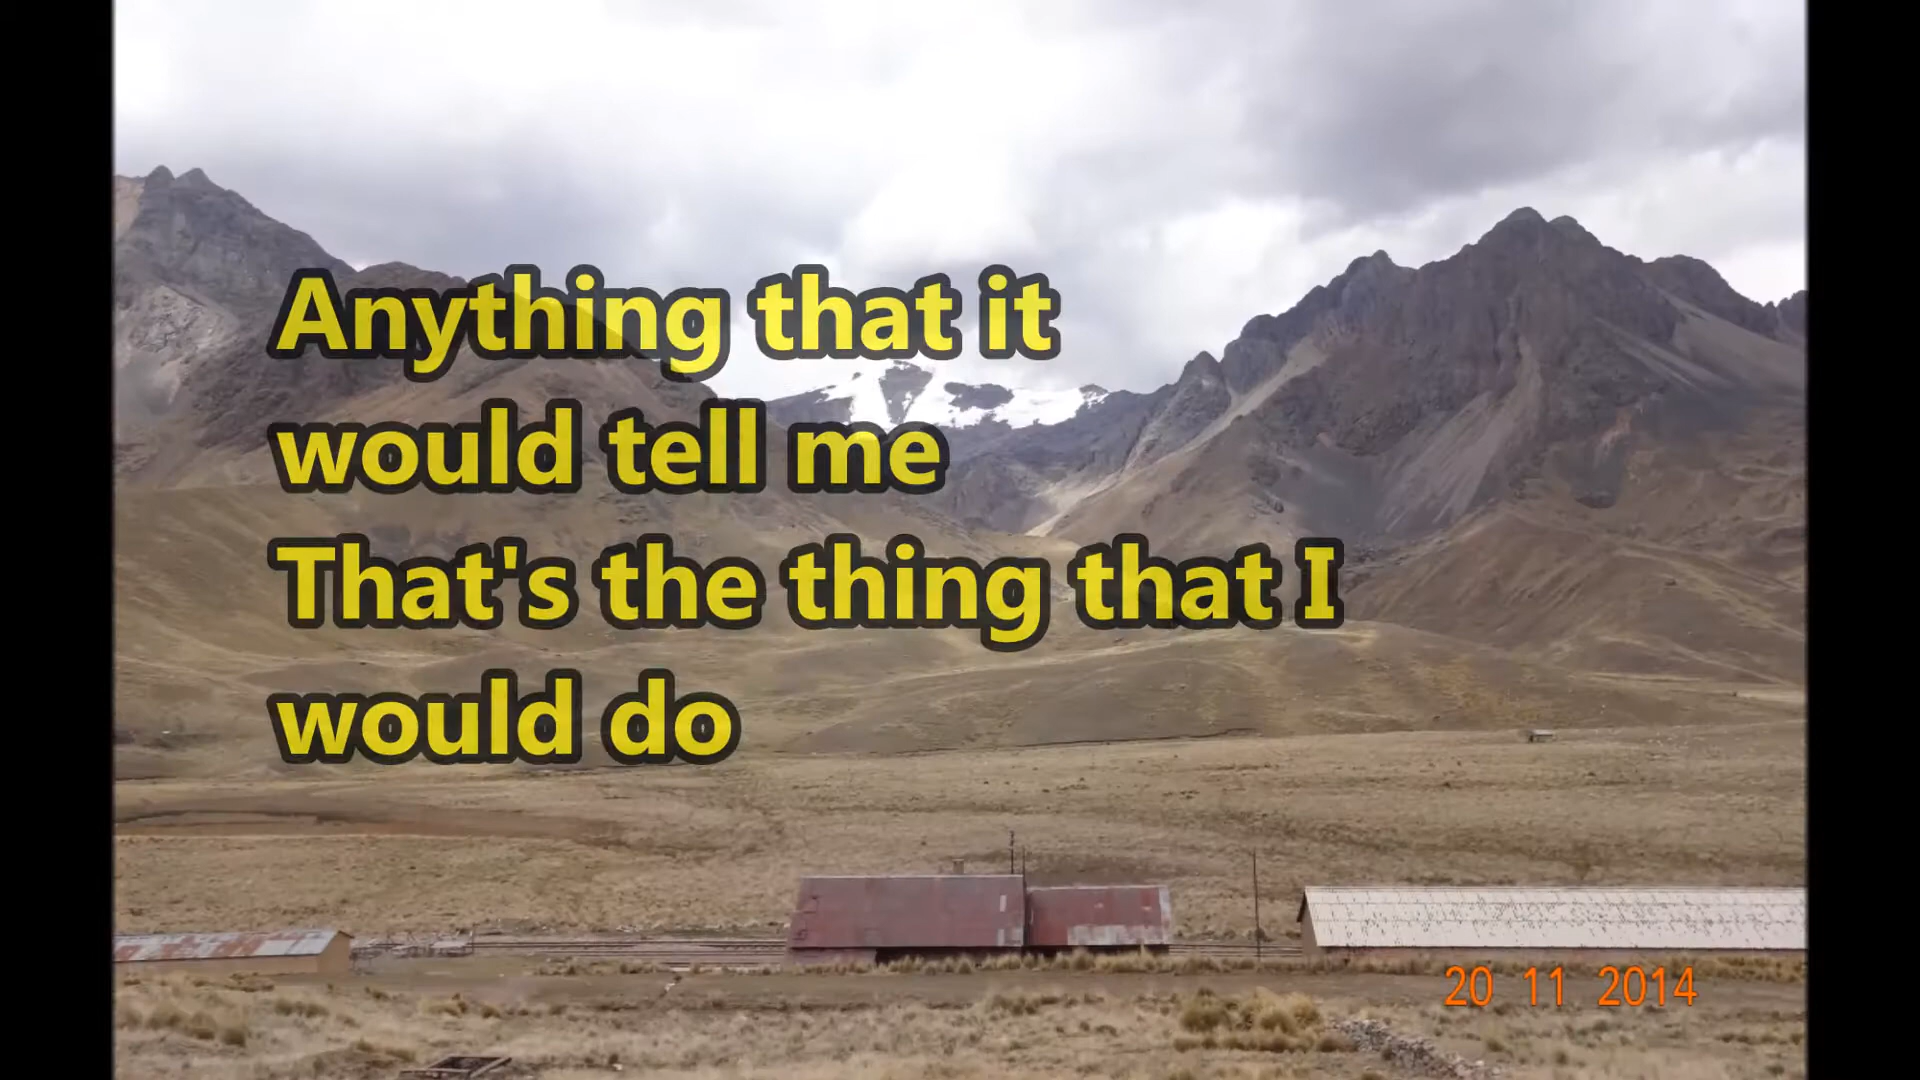 Anything that it
would tell me
That's the thing that I
would do
20 11 2014